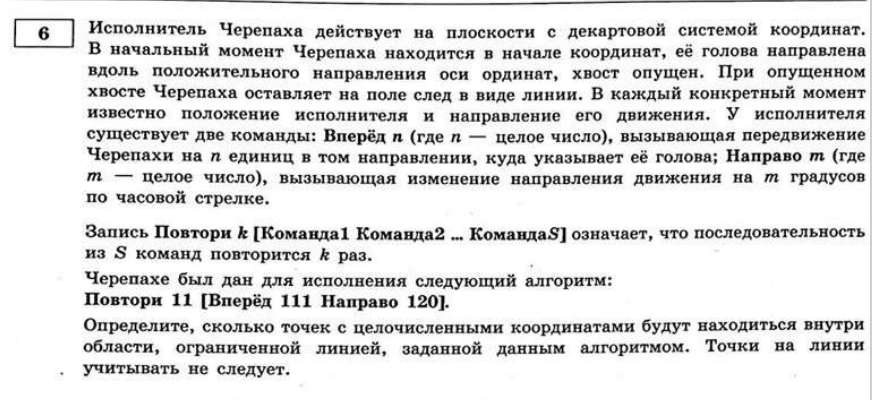 6
Исполнитель Черепаха действует на плоскости с декартовой системой координат.
В начальный момент Черепаха находится в начале координат, её голова направлена
вдоль положительного направления оси ординат, хвост опущен. При опущенном
хвосте Черепаха оставляет на поле след в виде линии. В каждый конкретный момент
известно положение исполнителя и направление его движения. У исполнителя
существует две команды: Вперёд n (где n — целое число), вызывающая передвижение
Черепахи на n единиц в том направлении, куда указывает её голова; Направо m (где
m — целое число), вызывающая изменение направления движения на m градусов
по часовой стрелке.
Запись Повтори k [Команда1 Команда2 ... КомандаS] означает, что последовательность
из S команд повторится k раз.
Черепахе был дан для исполнения следующий алгоритм:
Повтори 11 [Вперёд 111 Направо 120].
Определите, сколько точек с целочисленными координатами будут находиться внутри
области, ограниченной линией, заданной данным алгоритмом. Точки на линии
учитывать не следует.